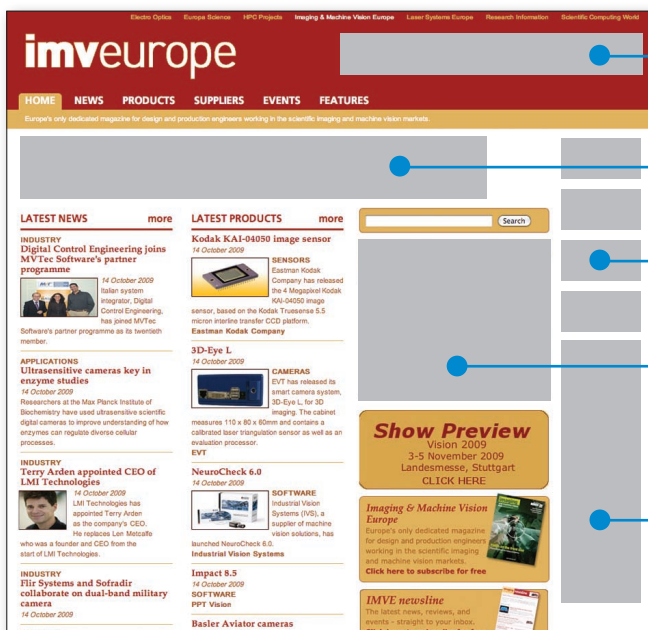 Electro Optics Europa Science HPC Projects Imaging & Machine Vision Europe Laser Systems Europe Research Information Scientific Computing World
imveurope
HOME NEWS PRODUCTS SUPPLIERS EVENTS FEATURES
Europe's only dedicated magazine for design and production engineers working in the scientific imaging and machine vision markets.
LATEST NEWS more
INDUSTRY
Digital Control Engineering joins
MVTec Software's partner
programme
14 October 2009
Italian system
integrator, Digital
Control Engineering,
has joined MVTec
Software's partner programme as its twentieth
member.
APPLICATIONS
Ultrasensitive cameras key in
enzyme studies
14 October 2009
Researchers at the Max Planck Institute of
Biochemistry have used ultrasensitive scientific
digital cameras to improve understanding of how
enzymes can regulate diverse cellular
processes.
INDUSTRY
Terry Arden appointed CEO of
LMI Technologies
14 October 2009
LMI Technologies has
appointed Terry Arden
as the company's CEO.
He replaces Len Metcalfe
who was a founder and CEO from the
start of LMI Technologies.
INDUSTRY
Flir Systems and Sofradir
collaborate on dual-band military
camera
14 October 2009
LATEST PRODUCTS more
Kodak KAI-04050 image sensor
14 October 2009
SENSORS
Eastman Kodak
Company has released
the 4 Megapixel Kodak
KAI-04050 image
sensor, based on the Kodak Truesense 5.5
micron interline transfer CCD platform.
Eastman Kodak Company
3D-Eye L
14 October 2009
CAMERAS
EVT has released its
smart camera system,
3D-Eye L, for 3D
imaging. The cabinet
measures 110 x 80 x 60mm and contains a
calibrated laser triangulation sensor as well as an
evaluation processor.
EVT
NeuroCheck 6.0
14 October 2009
SOFTWARE
Industrial Vision
Systems (IVS), a
supplier of machine
vision solutions, has
launched NeuroCheck 6.0.
Industrial Vision Systems
Impact 8.5
14 October 2009
SOFTWARE
PPT Vision
Basler Aviator cameras
Search
Show Preview
Vision 2009
3-5 November 2009
Landesmesse, Stuttgart
CLICK HERE
Imaging & Machine Vision
Europe
Europe's only dedicated magazine
for design and production engineers
working in the scientific imaging
and machine vision markets.
Click here to subscribe for free
IMVE newsline
The latest news, reviews, and
events - straight to your inbox.